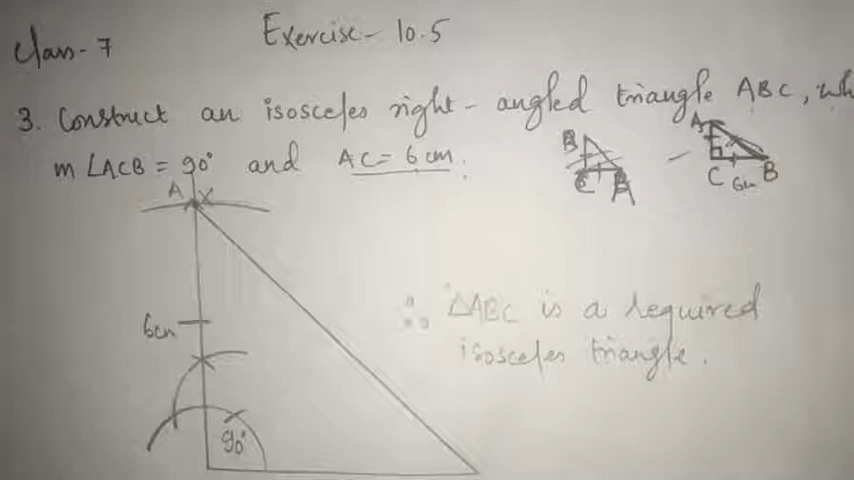 Class-7
Exercise-10.5
3. Construct an isosceles right-angled triangle ABC, wh
m∠ACB = 90° and AC = 6 cm.
B
C
A
A
C 6cm B
A X
6cm
90°
∴ △ABC is a required
isosceles triangle.